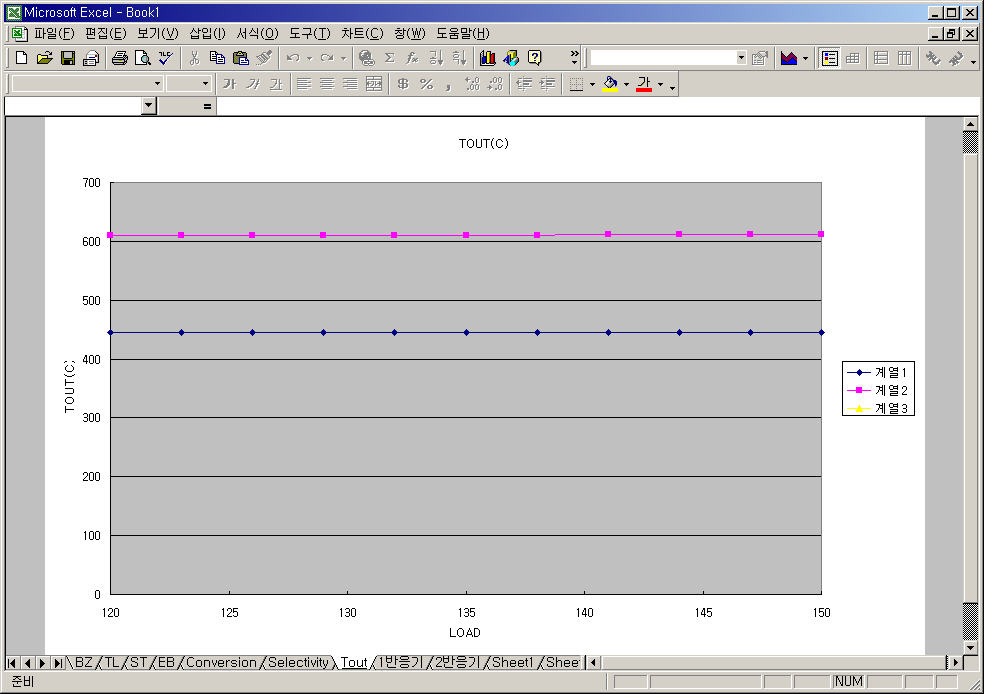 Microsoft Excel - Book1
파일(F) 편집(E) 보기(V) 삽입(I) 서식(O) 도구(T) 차트(C) 창(W) 도움말(H)
가 가 가 $ % , 가
=
TOUT(C)
700
600
500
400
300
200
100
0
TOUT(C)
120 125 130 135 140 145 150
LOAD
계열1
계열2
계열3
BZ TL ST EB Conversion Selectivity Tout 1반응기 2반응기 Sheet1 Shee
준비 NUM